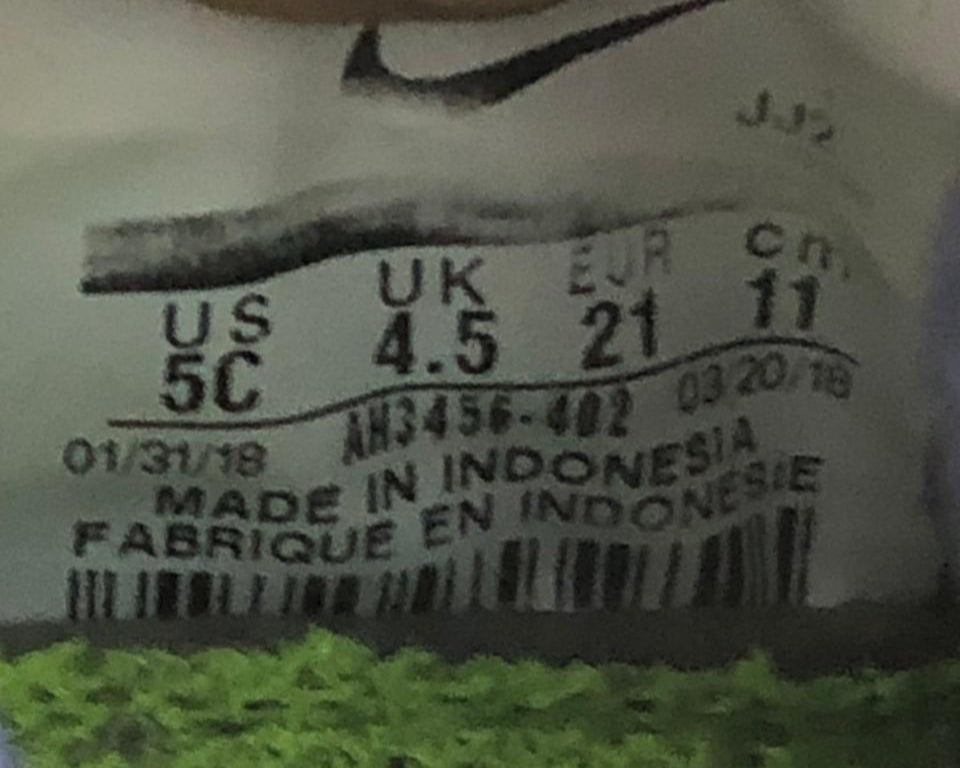 JJ5
US UK EUR cm
5C 4.5 21 11
01/31/18 AH3456-402 03/20/18
MADE IN INDONESIA
FABRIQUE EN INDONESIE